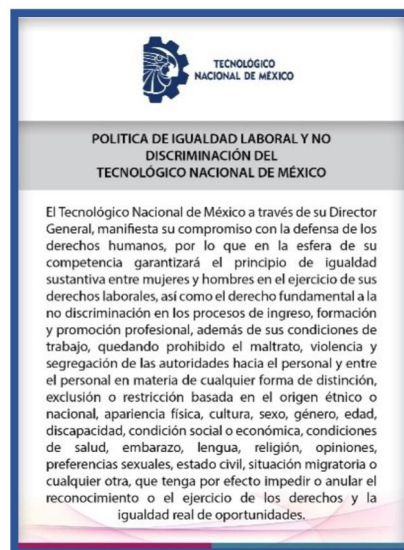 TECNOLÓGICO
NACIONAL DE MÉXICO
POLITICA DE IGUALDAD LABORAL Y NO
DISCRIMINACIÓN DEL
TECNOLÓGICO NACIONAL DE MÉXICO
El Tecnológico Nacional de México a través de su Director
General, manifiesta su compromiso con la defensa de los
derechos humanos, por lo que en la esfera de su
competencia garantizará el principio de igualdad
sustantiva entre mujeres y hombres en el ejercicio de sus
derechos laborales, así como el derecho fundamental a la
no discriminación en los procesos de ingreso, formación
y promoción profesional, además de sus condiciones de
trabajo, quedando prohibido el maltrato, violencia y
segregación de las autoridades hacia el personal y entre
el personal en materia de cualquier forma de distinción,
exclusión o restricción basada en el origen étnico o
nacional, apariencia física, cultura, sexo, género, edad,
discapacidad, condición social o económica, condiciones
de salud, embarazo, lengua, religión, opiniones,
preferencias sexuales, estado civil, situación migratoria o
cualquier otra, que tenga por efecto impedir o anular el
reconocimiento o el ejercicio de los derechos y la
igualdad real de oportunidades.